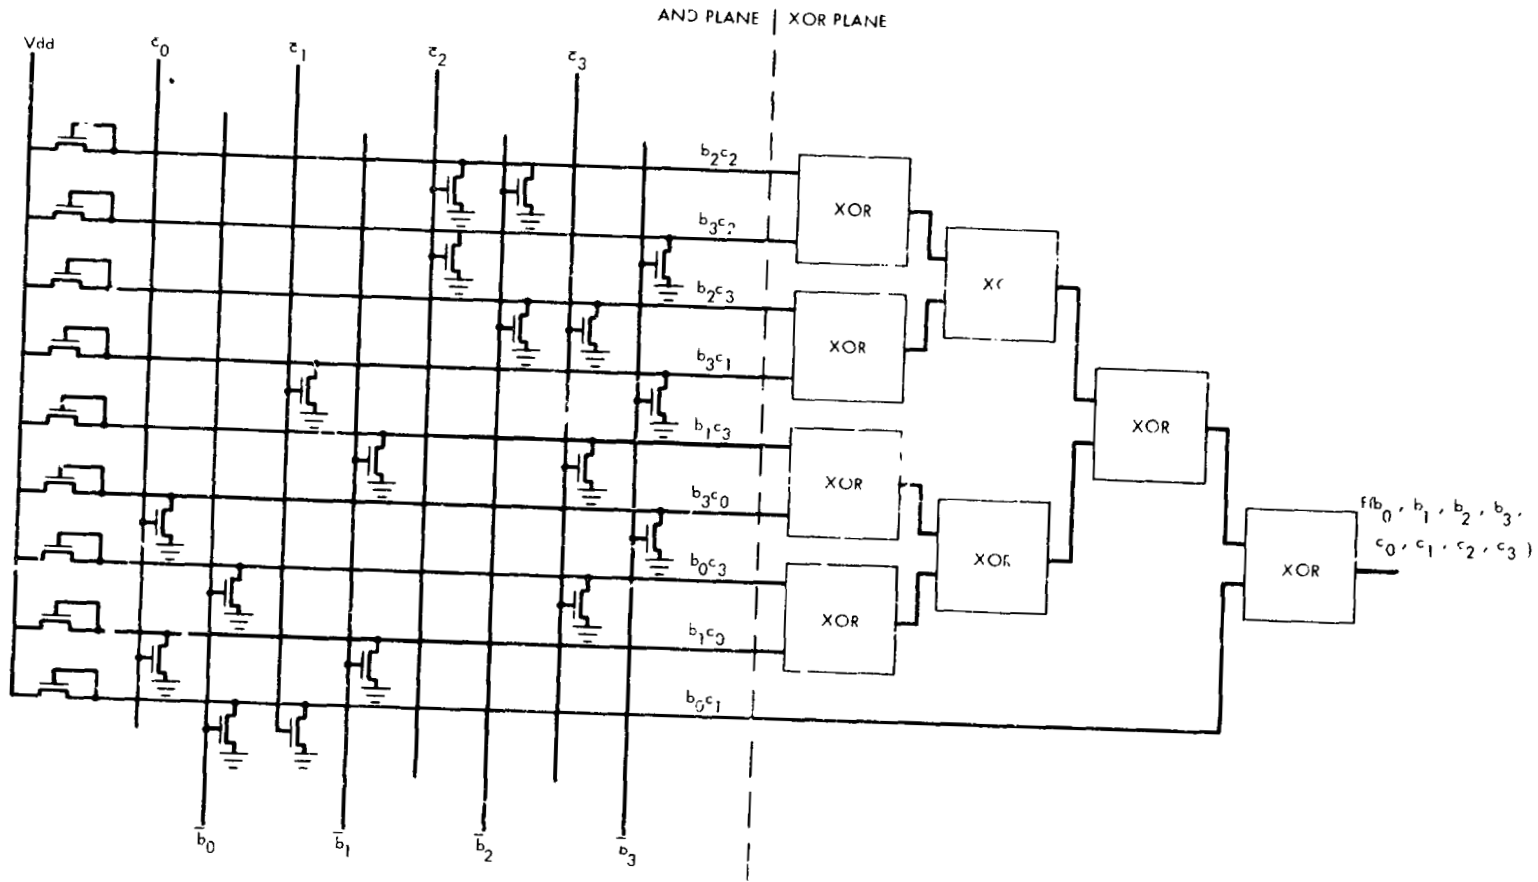 AND PLANE | XOR PLANE
Vdd
c̄₀
c̄₁
c̄₂
c̄₃
b₂c₂
b₃c₂
b₂c₃
b₃c₁
b₁c₃
b₃c₀
b₀c₃
b₁c₀
b₀c₁
XOR
XOR
XOR
XOR
XOR
XOR
XOR
F(b₀, b₁, b₂, b₃,
c₀, c₁, c₂, c₃)
b̄₀
b̄₁
b̄₂
b̄₃